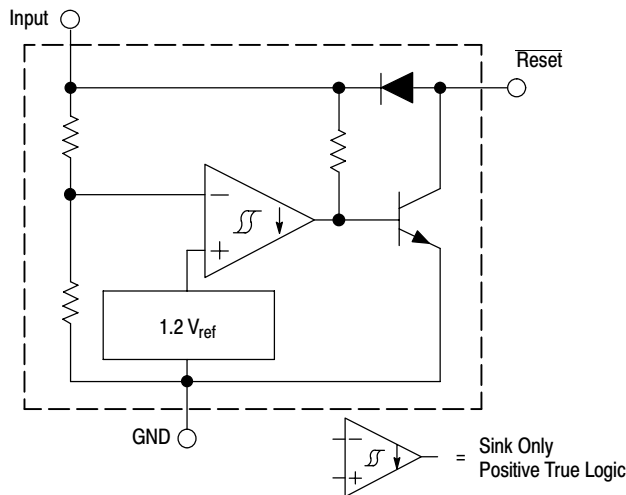 Input
Reset
−
+
1.2 Vref
GND
−
+
= Sink Only
Positive True Logic